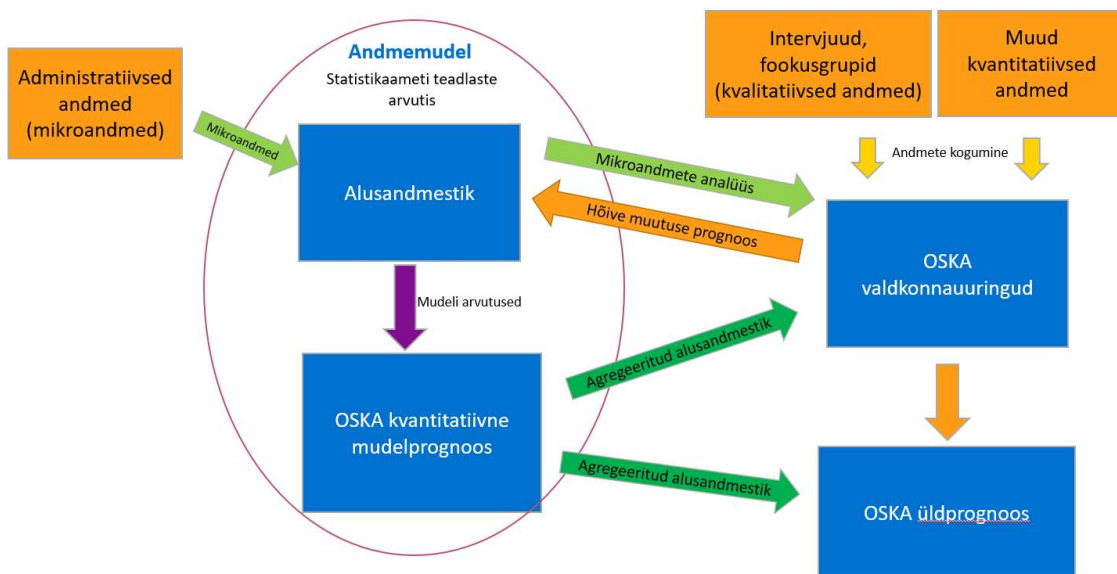 Administratiivsed
andmed
(mikroandmed)
Mikroandmed
Andmemudel
Statistikaameti teadlaste
arvutis
Alusandmestik
Mudeli arvutused
OSKA kvantitatiivne
mudelprognoos
Mikroandmete analüüs
Hõive muutuse prognoos
Agregeeritud alusandmestik
Agregeeritud alusandmestik
Intervjuud,
fookusgrupid
(kvalitatiivsed andmed)
Muud
kvantitatiivsed
andmed
Andmete kogumine
OSKA
valdkonnauuringud
OSKA üldprognoos